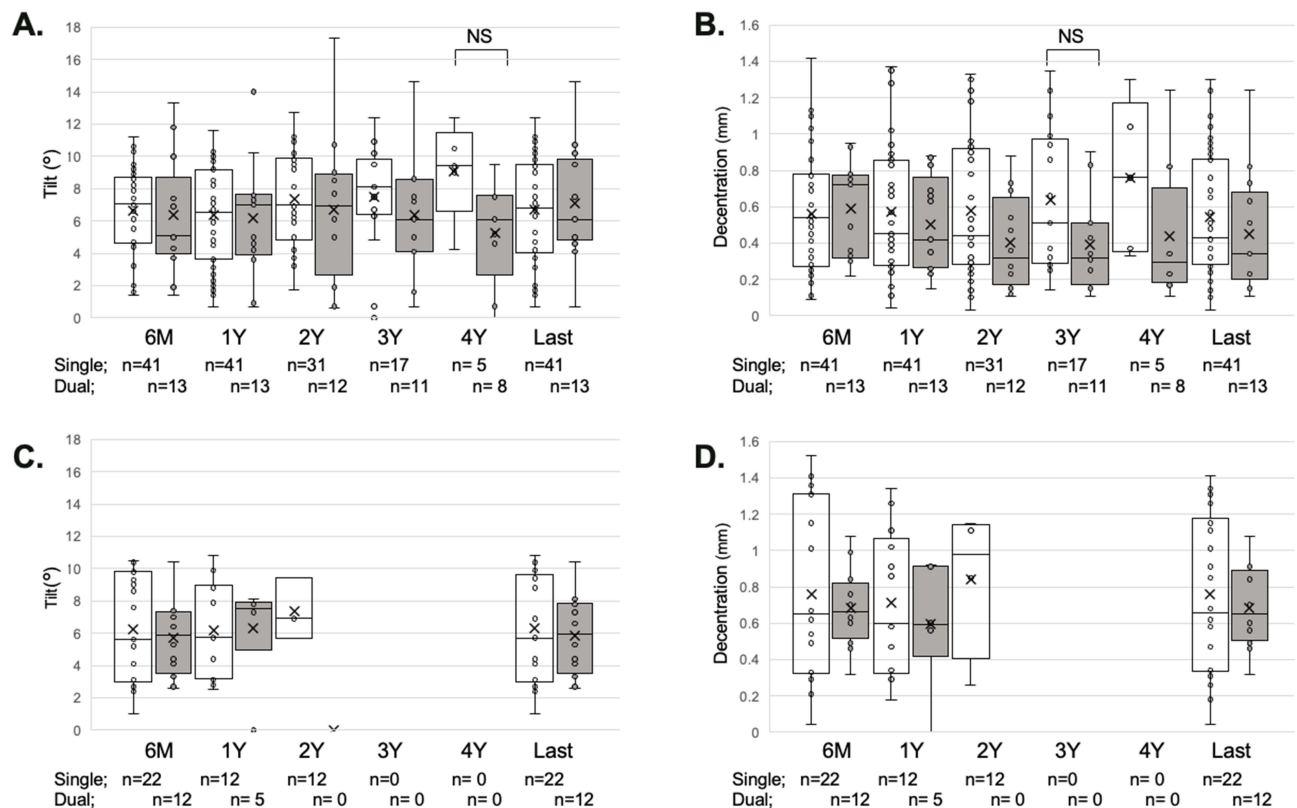 A.
18
16
14
12
10
8
6
4
2
0
Tilt (º)
NS
6M 1Y 2Y 3Y 4Y Last
Single; n=41 n=41 n=31 n=17 n= 5 n=41
Dual; n=13 n=13 n=12 n=11 n= 8 n=13
B.
1.6
1.4
1.2
1
0.8
0.6
0.4
0.2
0
Decentration (mm)
NS
6M 1Y 2Y 3Y 4Y Last
Single; n=41 n=41 n=31 n=17 n= 5 n=41
Dual; n=13 n=13 n=12 n=11 n= 8 n=13
C.
18
16
14
12
10
8
6
4
2
0
Tilt(º)
6M 1Y 2Y 3Y 4Y Last
Single; n=22 n=12 n=12 n=0 n= 0 n=22
Dual; n=12 n= 5 n= 0 n= 0 n= 0 n=12
D.
1.6
1.4
1.2
1
0.8
0.6
0.4
0.2
0
Decentration (mm)
6M 1Y 2Y 3Y 4Y Last
Single; n=22 n=12 n=12 n=0 n= 0 n=22
Dual; n=12 n= 5 n= 0 n= 0 n= 0 n=12